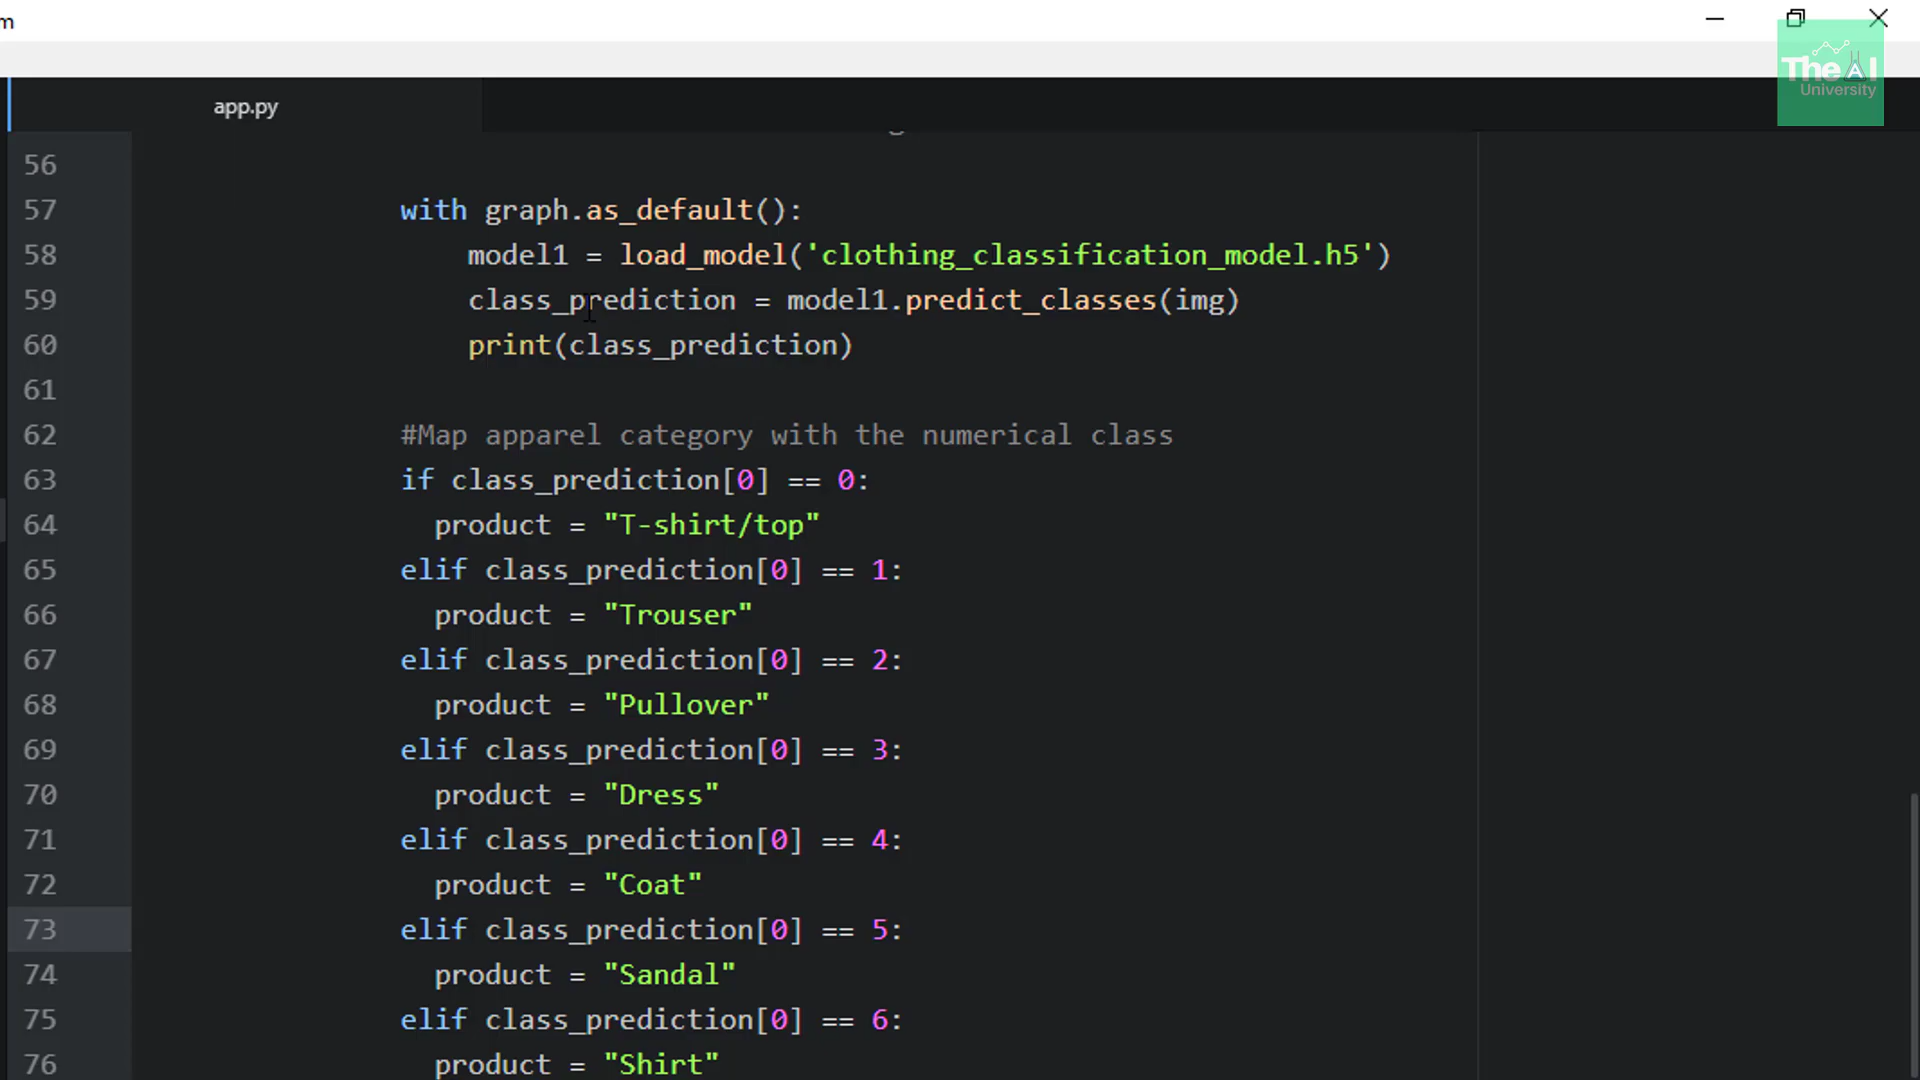 m
The AI
University
app.py
56
57 with graph.as_default():
58 model1 = load_model('clothing_classification_model.h5')
59 class_prediction = model1.predict_classes(img)
60 print(class_prediction)
61
62 #Map apparel category with the numerical class
63 if class_prediction[0] == 0:
64 product = "T-shirt/top"
65 elif class_prediction[0] == 1:
66 product = "Trouser"
67 elif class_prediction[0] == 2:
68 product = "Pullover"
69 elif class_prediction[0] == 3:
70 product = "Dress"
71 elif class_prediction[0] == 4:
72 product = "Coat"
73 elif class_prediction[0] == 5:
74 product = "Sandal"
75 elif class_prediction[0] == 6:
76 product = "Shirt"